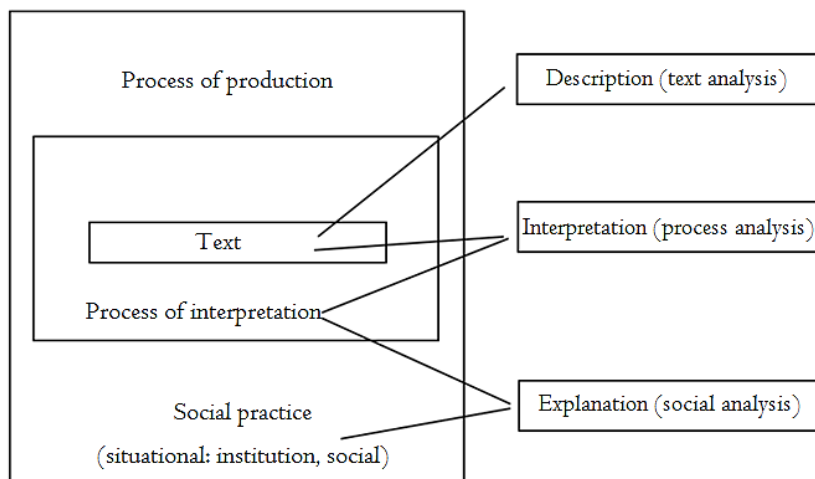 Process of production
Description (text analysis)
Text
Interpretation (process analysis)
Process of interpretation
Social practice
(situational: institution, social)
Explanation (social analysis)